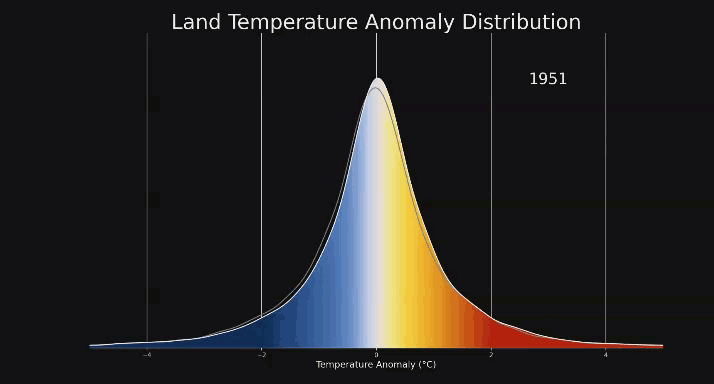 Land Temperature Anomaly Distribution
1951
−4 −2 0 2 4
Temperature Anomaly (°C)